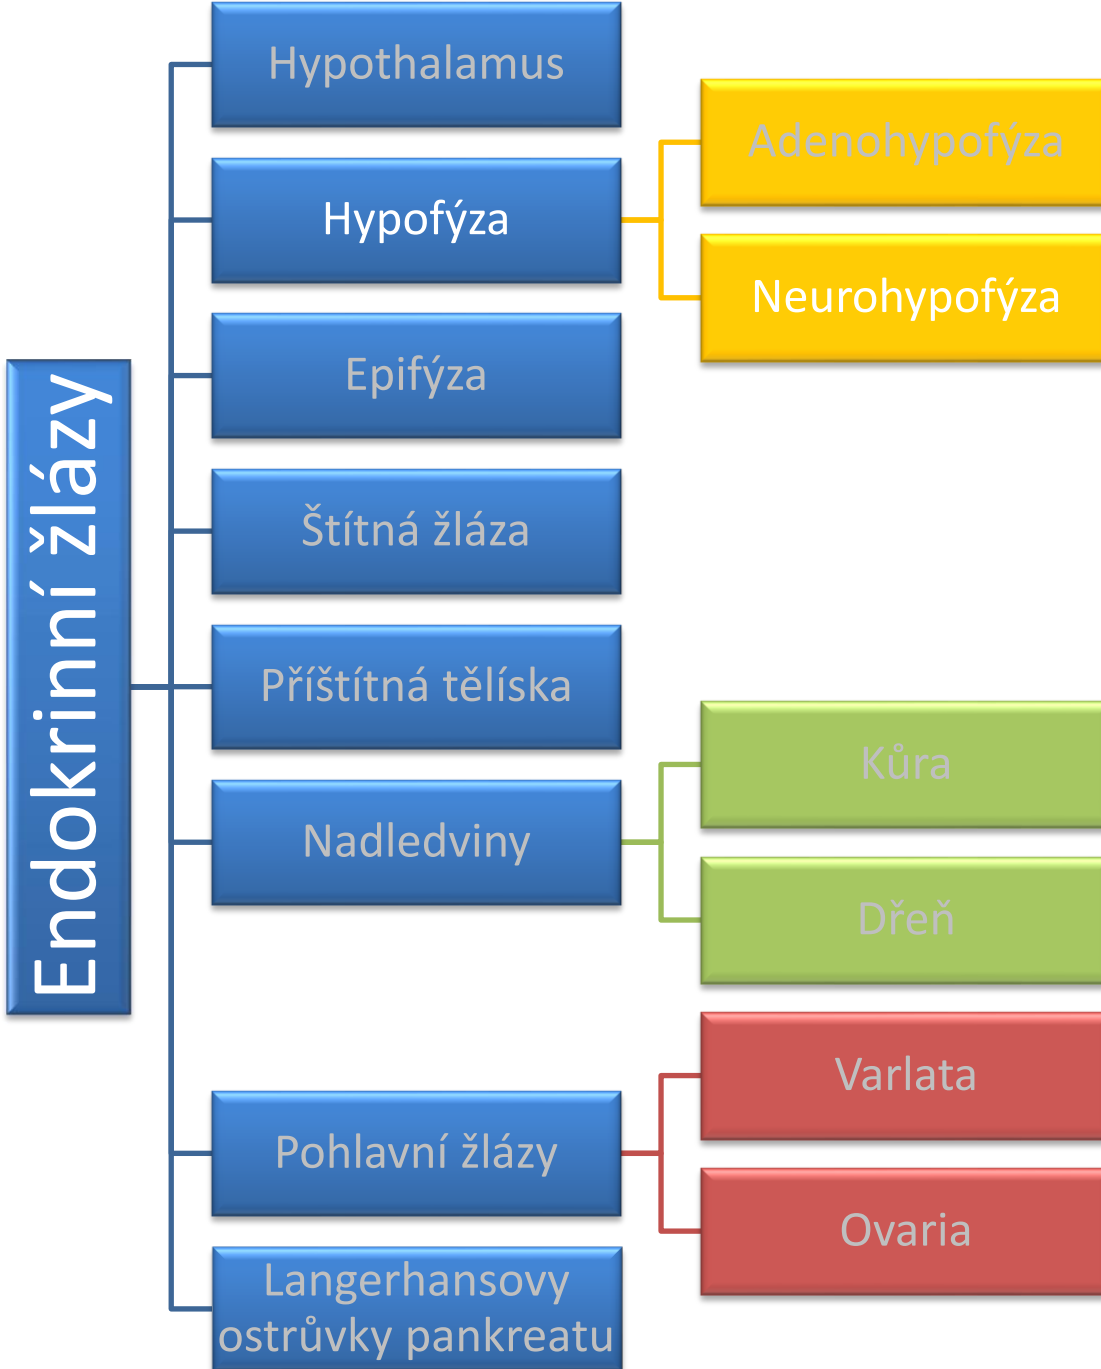 Endokrinní žlázy
Hypothalamus
Hypofýza
Adenohypofýza
Neurohypofýza
Epifýza
Štítná žláza
Příštítná tělíska
Nadledviny
Kůra
Dřeň
Pohlavní žlázy
Varlata
Ovaria
Langerhansovy
ostrůvky pankreatu